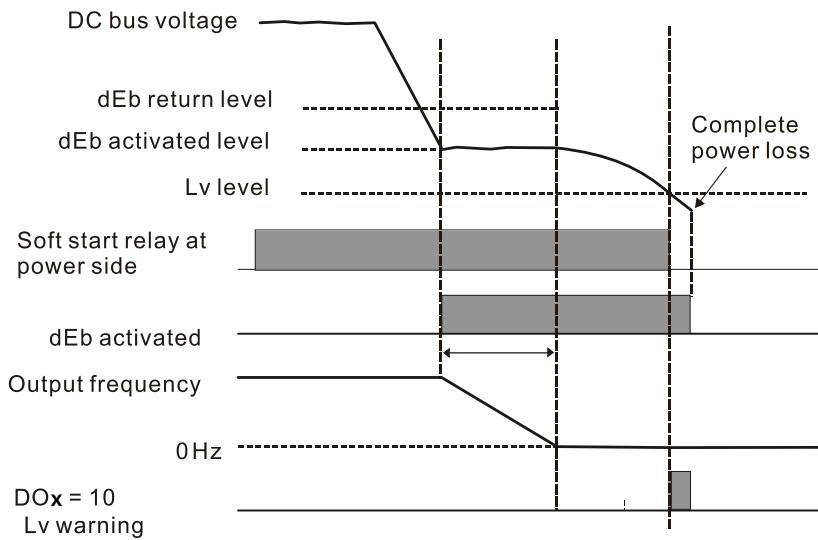 DC bus voltage
dEb return level
dEb activated level
Complete
power loss
Lv level
Soft start relay at
power side
dEb activated
Output frequency
0Hz
DOx = 10
Lv warning